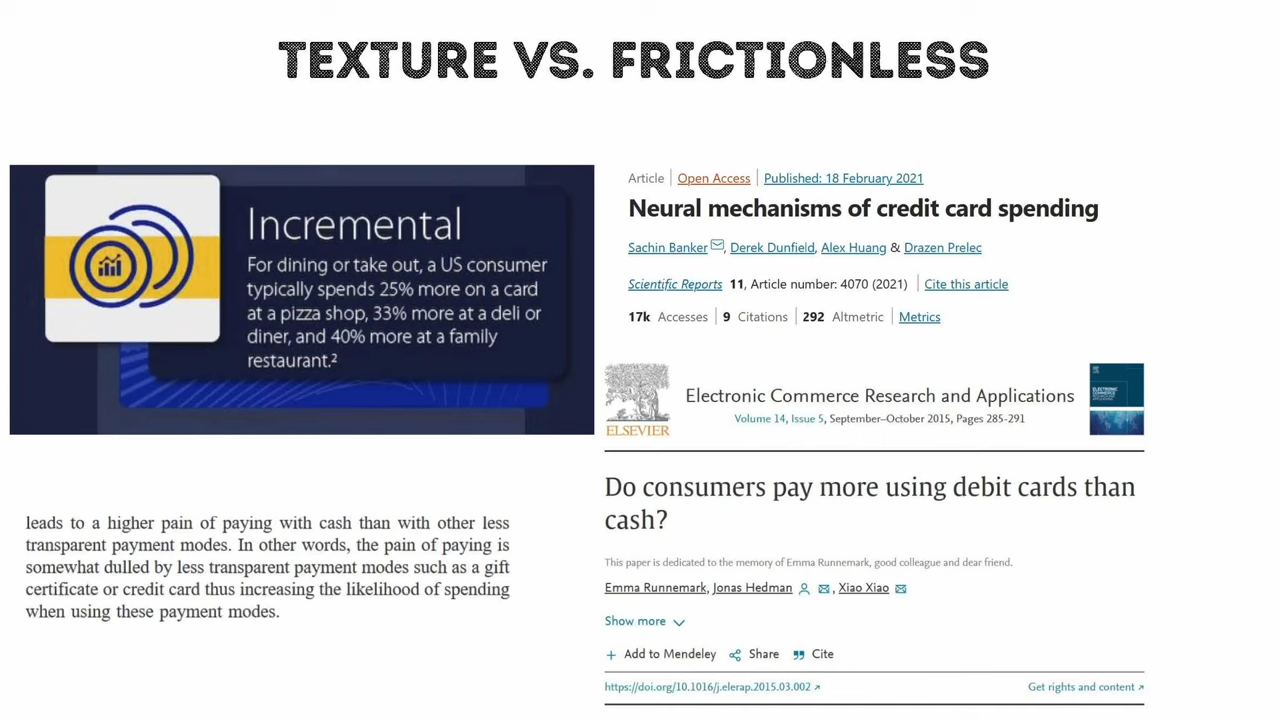 TEXTURE VS. FRICTIONLESS
Incremental
For dining or take out, a US consumer
typically spends 25% more on a card
at a pizza shop, 33% more at a deli or
diner, and 40% more at a family
restaurant.²
leads to a higher pain of paying with cash than with other less
transparent payment modes. In other words, the pain of paying is
somewhat dulled by less transparent payment modes such as a gift
certificate or credit card thus increasing the likelihood of spending
when using these payment modes.
Article | Open Access | Published: 18 February 2021
Neural mechanisms of credit card spending
Sachin Banker, Derek Dunfield, Alex Huang & Drazen Prelec
Scientific Reports 11, Article number: 4070 (2021) | Cite this article
17k Accesses | 9 Citations | 292 Altmetric | Metrics
ELSEVIER
Electronic Commerce Research and Applications
Volume 14, Issue 5, September–October 2015, Pages 285-291
Do consumers pay more using debit cards than
cash?
This paper is dedicated to the memory of Emma Runnemark, good colleague and dear friend.
Emma Runnemark, Jonas Hedman, Xiao Xiao
Show more
+ Add to Mendeley Share Cite
https://doi.org/10.1016/j.elerap.2015.03.002 Get rights and content